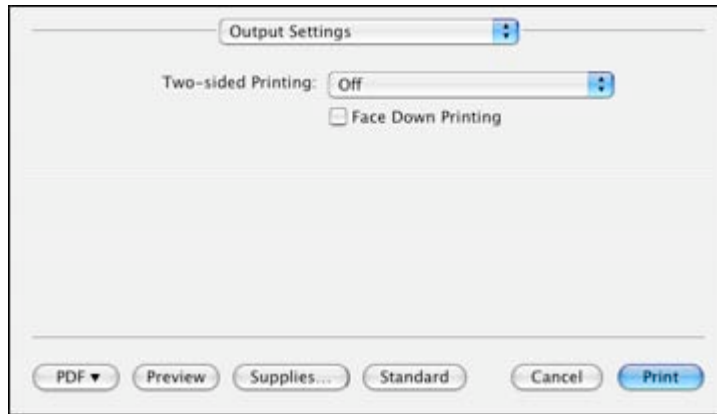 Output Settings
Two-sided Printing: Off
Face Down Printing
PDF ▼ Preview Supplies... Standard Cancel Print